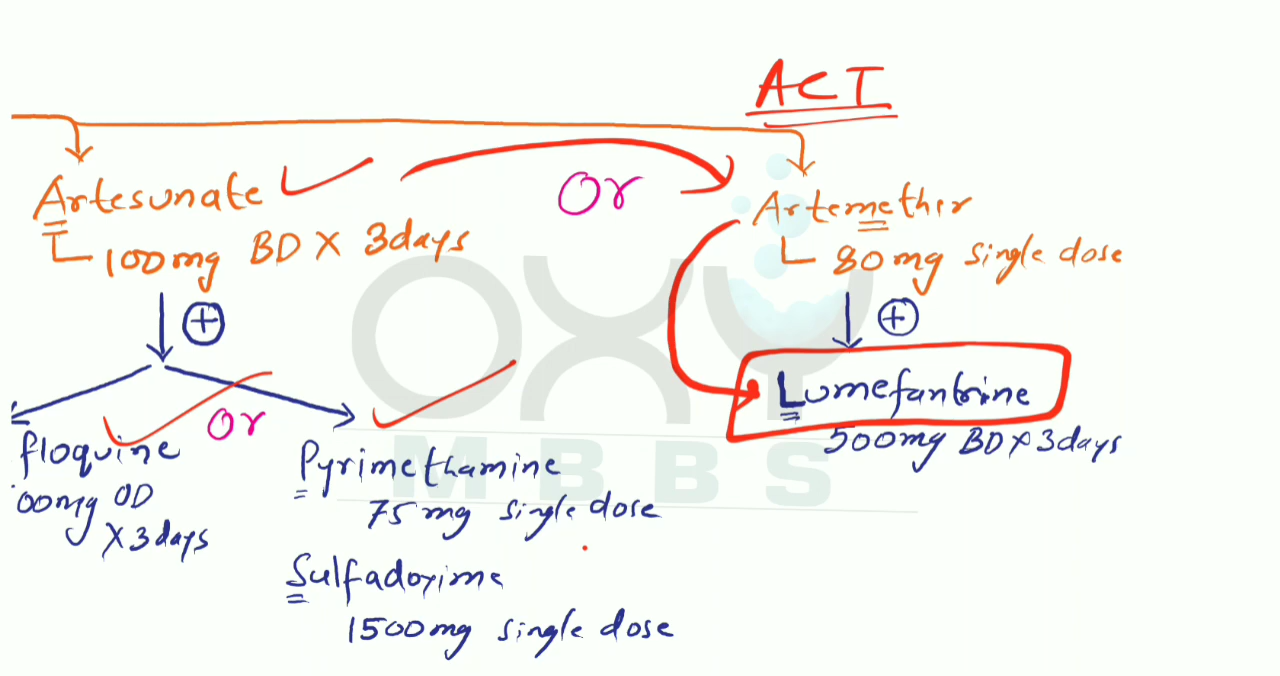 ACT
Artesunate
100mg BD X 3days
Or
Artemether
80mg single dose
+
+
floquine
00mg OD
X 3days
Or
Pyrimethamine
75mg single dose
Sulfadoxime
1500mg single dose
Lumefantrine
500mg BD X 3days
OXY
MBBS